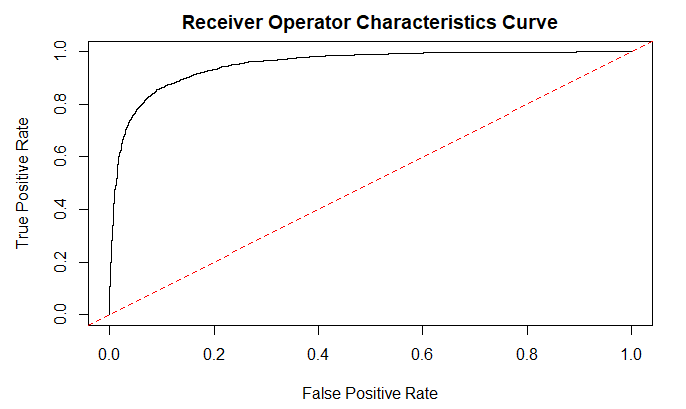 Receiver Operator Characteristics Curve
True Positive Rate
1.0
0.8
0.6
0.4
0.2
0.0
0.0 0.2 0.4 0.6 0.8 1.0
False Positive Rate